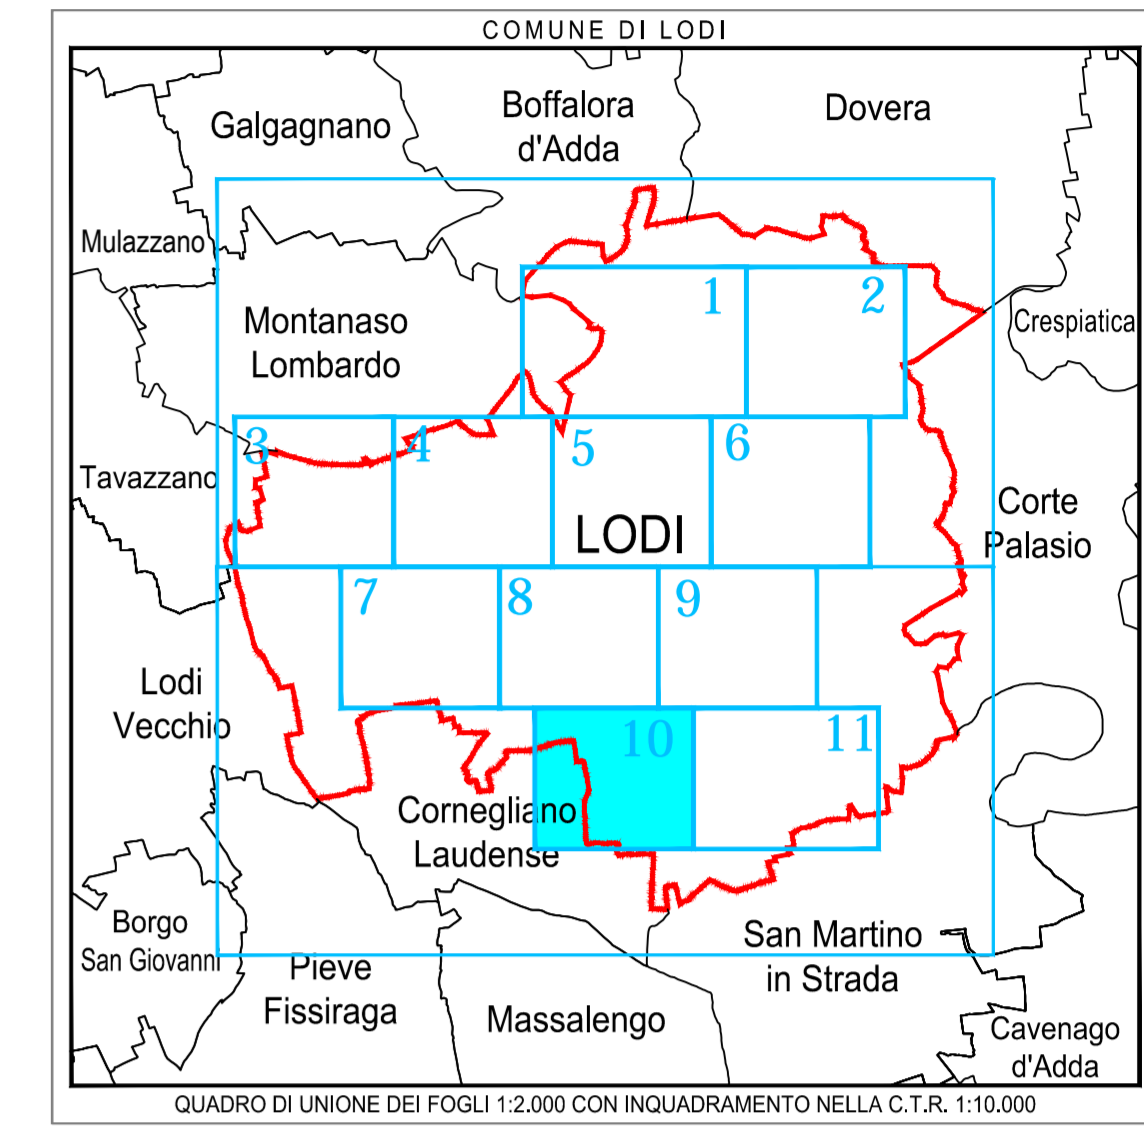 COMUNE DI LODI
Galgagnano
Boffalora
d'Adda
Dovera
Mulazzano
Montanaso
Lombardo
1
2
Crespiatica
3
4
5
6
Tavazzano
LODI
Corte
Palasio
7
8
9
Lodi
Vecchio
10
11
Cornegliano
Laudense
Borgo
San Giovanni
Pieve
Fissiraga
Massalengo
San Martino
in Strada
Cavenago
d'Adda
QUADRO DI UNIONE DEI FOGLI 1:2.000 CON INQUADRAMENTO NELLA C.T.R. 1:10.000